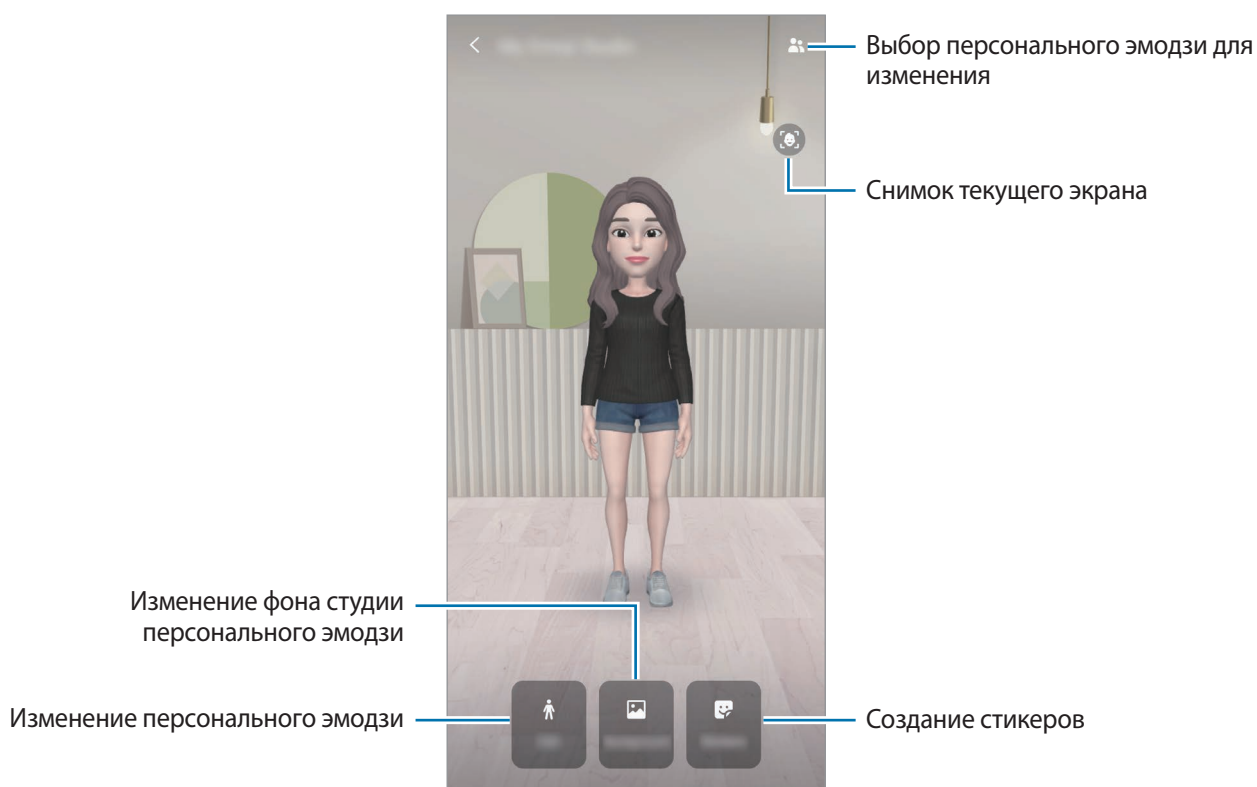 Выбор персонального эмодзи для
изменения
Снимок текущего экрана
Изменение фона студии
персонального эмодзи
Изменение персонального эмодзи
Создание стикеров